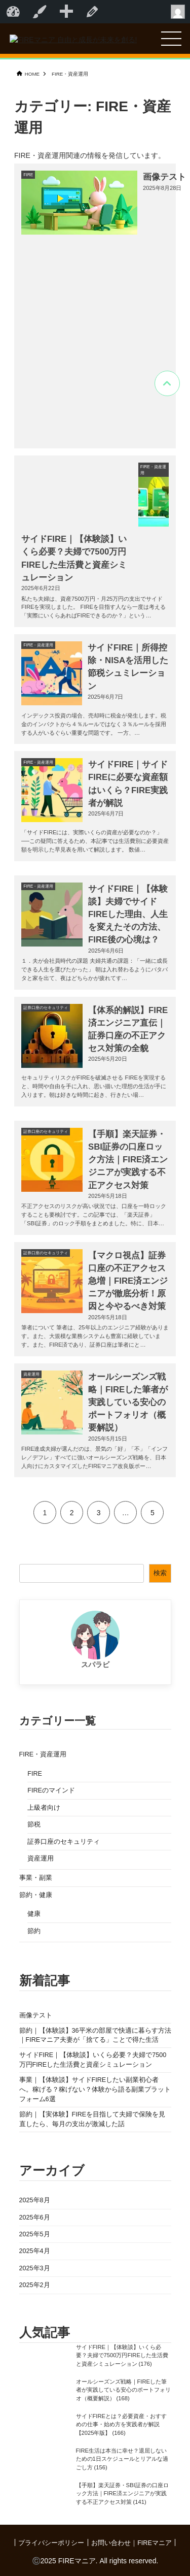 HOME > FIRE・資産運用
カテゴリー: FIRE・資産
運用
FIRE・資産運用関連の情報を発信しています。
FIRE
画像テスト
2025年8月28日
FIRE・資産運
用
サイドFIRE|【体験談】い
くら必要?夫婦で7500万円
FIREした生活費と資産シミ
ュレーション
2025年6月22日
私たち夫婦は、資産7500万円・月25万円の支出でサイド
FIREを実現しました。 FIREを目指す人なら一度は考える
「実際にいくらあればFIREできるのか？」という...
FIRE・資産運用
サイドFIRE|所得控
除・NISAを活用した
節税シュミレーショ
ン
2025年6月7日
インデックス投資の場合、売却時に税金が発生します。税
金のインパクトから４％ルールではなく３％ルールを採用
する人がいるぐらい重要な問題です。 一方、...
FIRE・資産運用
サイドFIRE|サイド
FIREに必要な資産額
はいくら？FIRE実践
者が解説
2025年6月7日
「サイドFIREには、実際いくらの資産が必要なのか？」
──この疑問に答えるため、本記事では生活費別に必要資産
額を明示した早見表を用いて解説します。 数値...
FIRE・資産運用
サイドFIRE|【体験
談】夫婦でサイド
FIREした理由、人生
を変えたその方法、
FIRE後の心境は？
2025年6月6日
1．夫が会社員時代の課題 夫婦共通の課題：「一緒に成長
できる人生を選びたかった」 朝は入れ替わるようにバタバ
タと家を出て、夜はどちらかが疲れてす...
証券口座のセキュリティ
【体系的解説】FIRE
済エンジニア直伝｜
証券口座の不正アク
セス対策の全貌
2025年5月20日
セキュリティリスクがFIREを破滅させる FIREを実現する
と、時間や自由を手に入れ、思い描いた理想の生活が手に
入ります。朝は好きな時間に起き、行きたい場...
証券口座のセキュリティ
【手順】楽天証券・
SBI証券の口座ロッ
ク方法｜FIRE済エン
ジニアが実践する不
正アクセス対策
2025年5月18日
不正アクセスのリスクが高い状況では、口座を一時ロック
することも要検討です。この記事では、「楽天証券」
「SBI証券」のロック手順をまとめました。特に、日本...
証券口座のセキュリティ
【マクロ視点】証券
口座の不正アクセス
急増｜FIRE済エンジ
ニアが徹底分析！原
因と今やるべき対策
2025年5月18日
筆者について 筆者は、25年以上のエンジニア経験がありま
す。また、大規模な業務システムも豊富に経験していま
す。また、FIRE済であり、証券口座は筆者にと...
資産運用
オールシーズンズ戦
略｜FIREした筆者が
実践している安心の
ポートフォリオ（概
要解説）
2025年5月15日
FIRE達成夫婦が選んだのは、景気の「好」「不」「インフ
レ／デフレ」すべてに強いオールシーズンズ戦略を、日本
人向けにカスタマイズしたFIREマニア改良版ポー...
1 2 3 … 5
検索
スパラピ
カテゴリー一覧
FIRE・資産運用
FIRE
FIREのマインド
上級者向け
節税
証券口座のセキュリティ
資産運用
事業・副業
節約・健康
健康
節約
新着記事
画像テスト
節約｜【体験談】36平米の部屋で快適に暮らす方法
｜FIREマニア夫妻が「捨てる」ことで得た生活
サイドFIRE｜【体験談】いくら必要？夫婦で7500
万円FIREした生活費と資産シミュレーション
事業｜【体験談】サイドFIREしたい副業初心者
へ。稼げる？稼げない？体験から語る副業プラット
フォーム6選
節約｜【実体験】FIREを目指して夫婦で保険を見
直したら、毎月の支出が激減した話
アーカイブ
2025年8月
2025年6月
2025年5月
2025年4月
2025年3月
2025年2月
人気記事
サイドFIRE｜【体験談】いくら必
要？夫婦で7500万円FIREした生活費
と資産シミュレーション (176)
オールシーズンズ戦略｜FIREした筆
者が実践している安心のポートフォリ
オ（概要解説） (168)
サイドFIREとは？必要資産・おすす
めの仕事・始め方を実践者が解説
【2025年版】 (166)
FIRE生活は本当に幸せ？退屈しない
ための1日スケジュールとリアルな過
ごし方 (156)
【手順】楽天証券・SBI証券の口座ロ
ック方法｜FIRE済エンジニアが実践
する不正アクセス対策 (141)
プライバシーポリシー | お問い合わせ | FIREマニア
©2025 FIREマニア. All rights reserved.